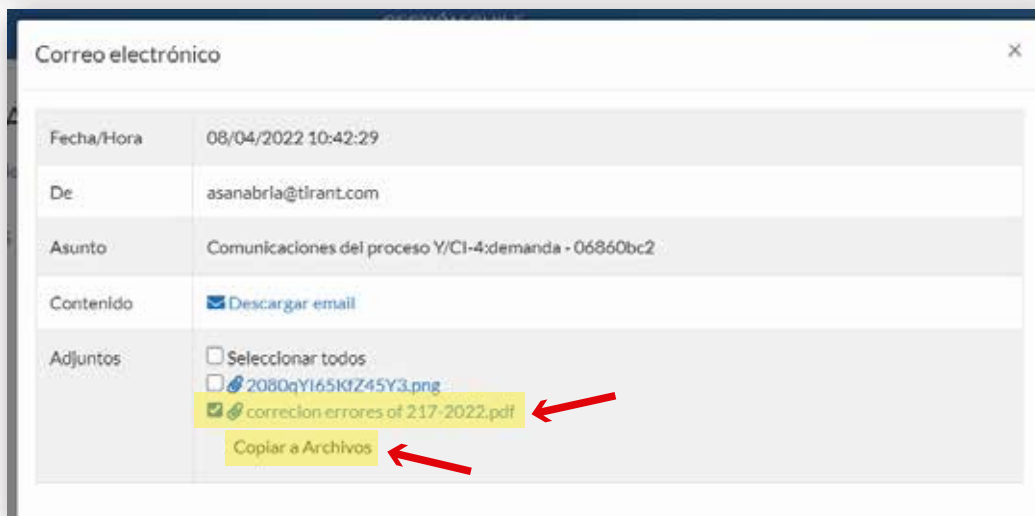 Correo electrónico ×
Fecha/Hora 08/04/2022 10:42:29
De asanabria@tirant.com
Asunto Comunicaciones del proceso Y/CI-4:demanda - 06860bc2
Contenido Descargar email
Adjuntos Seleccionar todos
2080qYI65KfZ45Y3.png
correcion errores of 217-2022.pdf
Copiar a Archivos